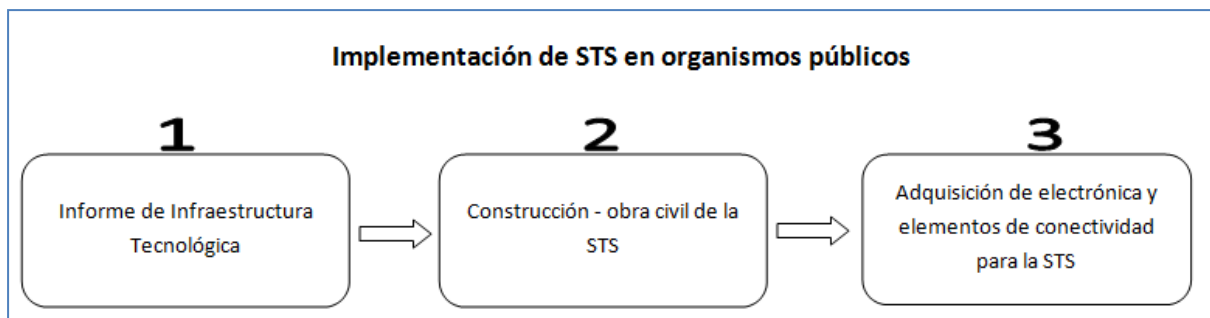 Implementación de STS en organismos públicos
1
Informe de Infraestructura
Tecnológica
2
Construcción - obra civil de la
STS
3
Adquisición de electrónica y
elementos de conectividad
para la STS